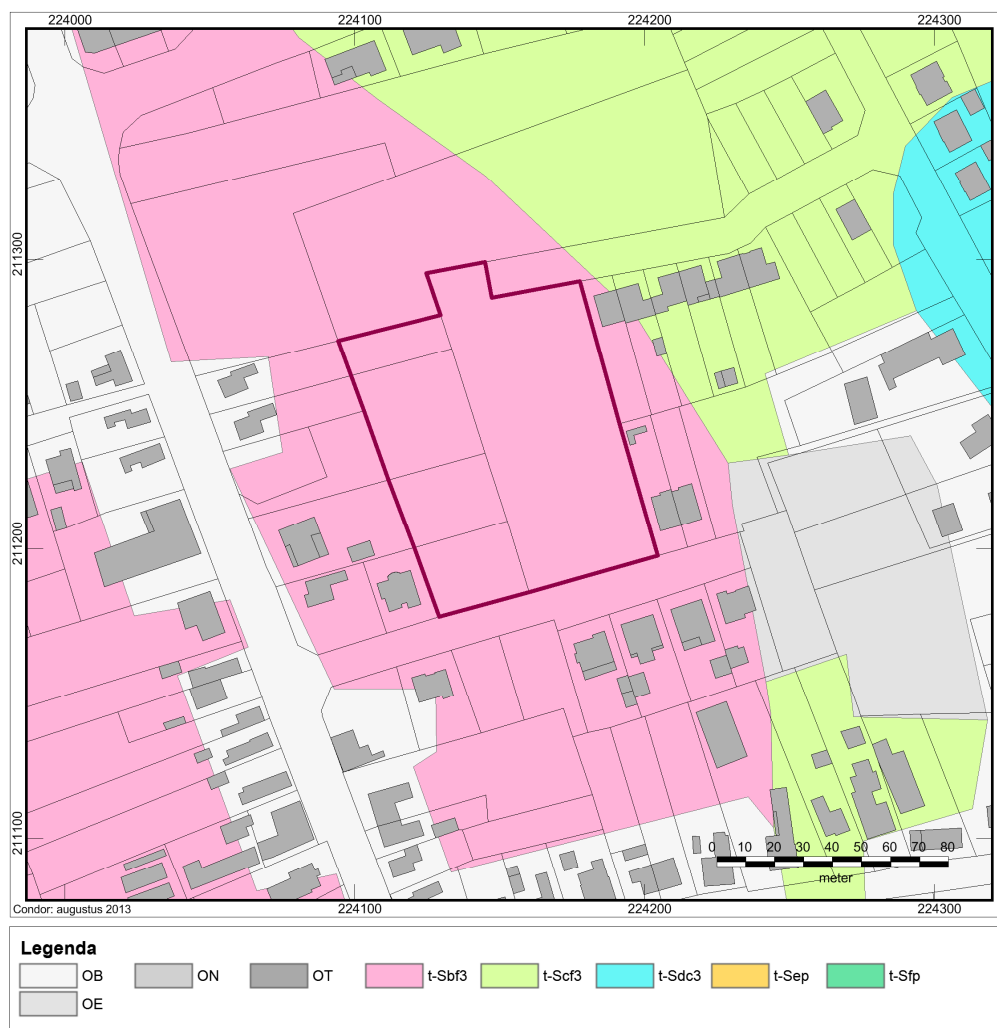 224000 224100 224200 224300
211300
211200
211100
0 10 20 30 40 50 60 70 80
meter
224100 224200 224300
Condor: augustus 2013
Legenda
OB ON OT t-Sbf3 t-Scf3 t-Sdc3 t-Sep t-Sfp
OE